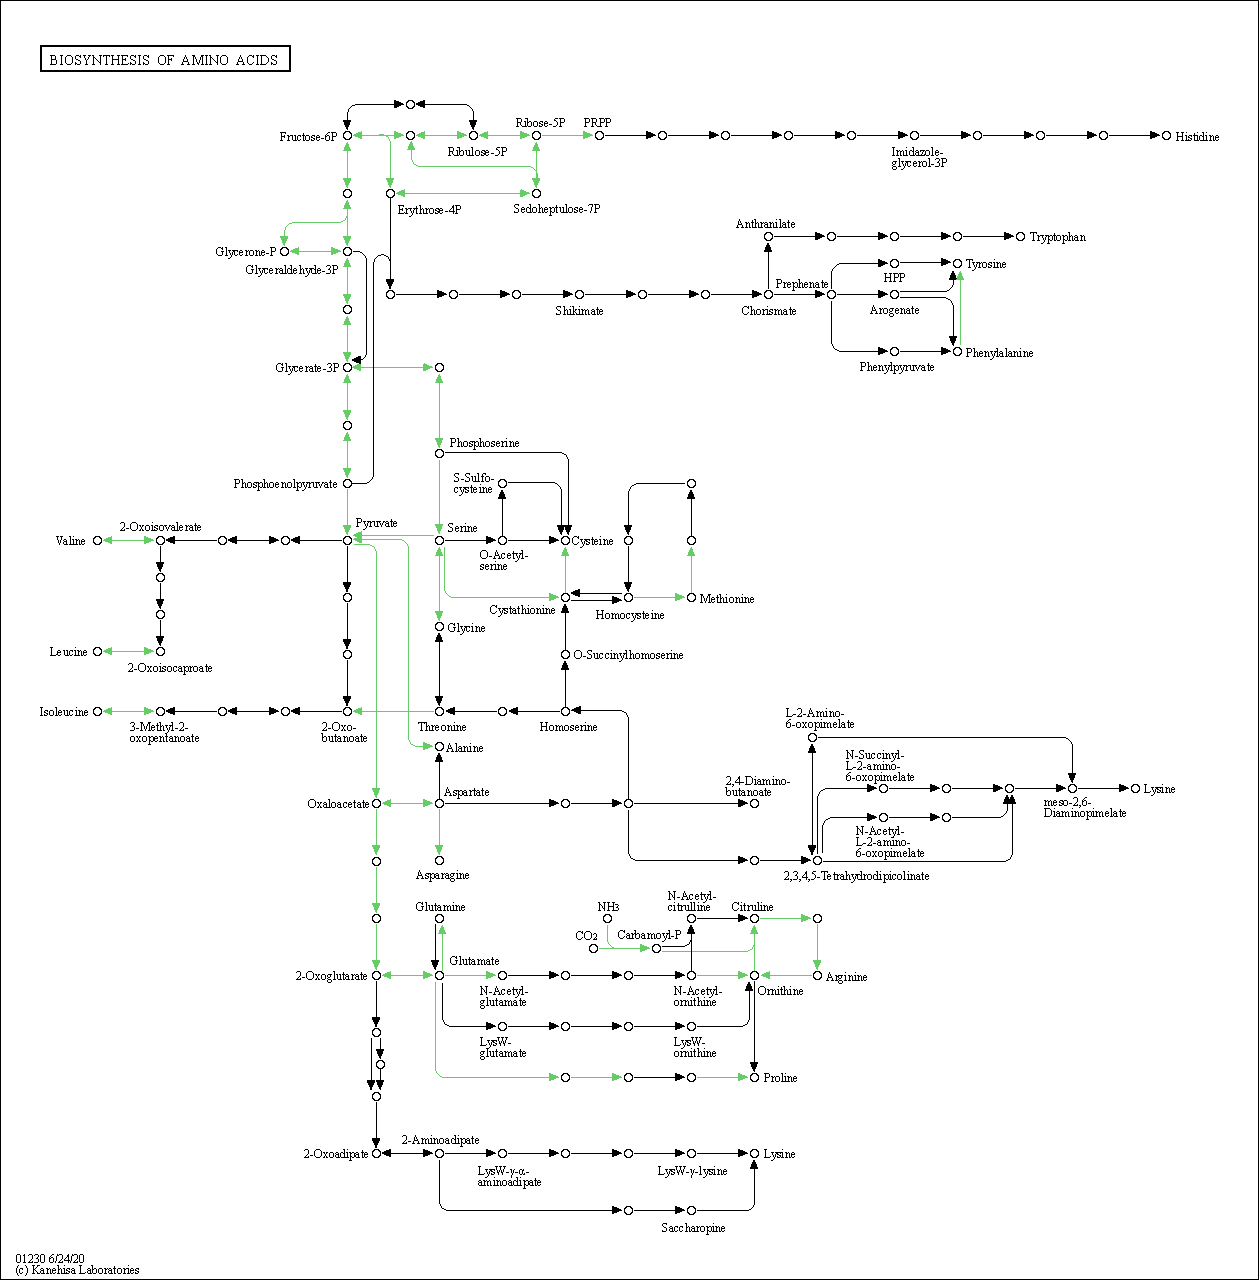 BIOSYNTHESIS OF AMINO ACIDS
Fructose-6P
Ribulose-5P
Ribose-5P
PRPP
Imidazole-
glycerol-3P
Histidine
Erythrose-4P
Sedoheptulose-7P
Glycerone-P
Glyceraldehyde-3P
Anthranilate
Tryptophan
Prephenate
HPP
Tyrosine
Shikimate
Chorismate
Arogenate
Phenylpyruvate
Phenylalanine
Glycerate-3P
Phosphoserine
Phosphoenolpyruvate
S-Sulfo-
cysteine
Valine
2-Oxoisovalerate
Pyruvate
Serine
O-Acetyl-
serine
Cysteine
Cystathionine
Homocysteine
Methionine
Glycine
Leucine
2-Oxoisocaproate
O-Succinylhomoserine
Isoleucine
3-Methyl-2-
oxopentanoate
2-Oxo-
butanoate
Threonine
Homoserine
Alanine
L-2-Amino-
6-oxopimelate
N-Succinyl-
L-2-amino-
6-oxopimelate
Oxaloacetate
Aspartate
2,4-Diamino-
butanoate
meso-2,6-
Diaminopimelate
Lysine
N-Acetyl-
L-2-amino-
6-oxopimelate
Asparagine
2,3,4,5-Tetrahydrodipicolinate
Glutamine
NH3
N-Acetyl-
citrulline
Citruline
CO2
Carbamoyl-P
2-Oxoglutarate
Glutamate
N-Acetyl-
glutamate
N-Acetyl-
ornithine
Ornithine
Arginine
LysW-
glutamate
LysW-
ornithine
Proline
2-Oxoadipate
2-Aminoadipate
LysW-γ-α-
aminoadipate
LysW-γ-lysine
Lysine
Saccharopine
01230 6/24/20
(c) Kanehisa Laboratories